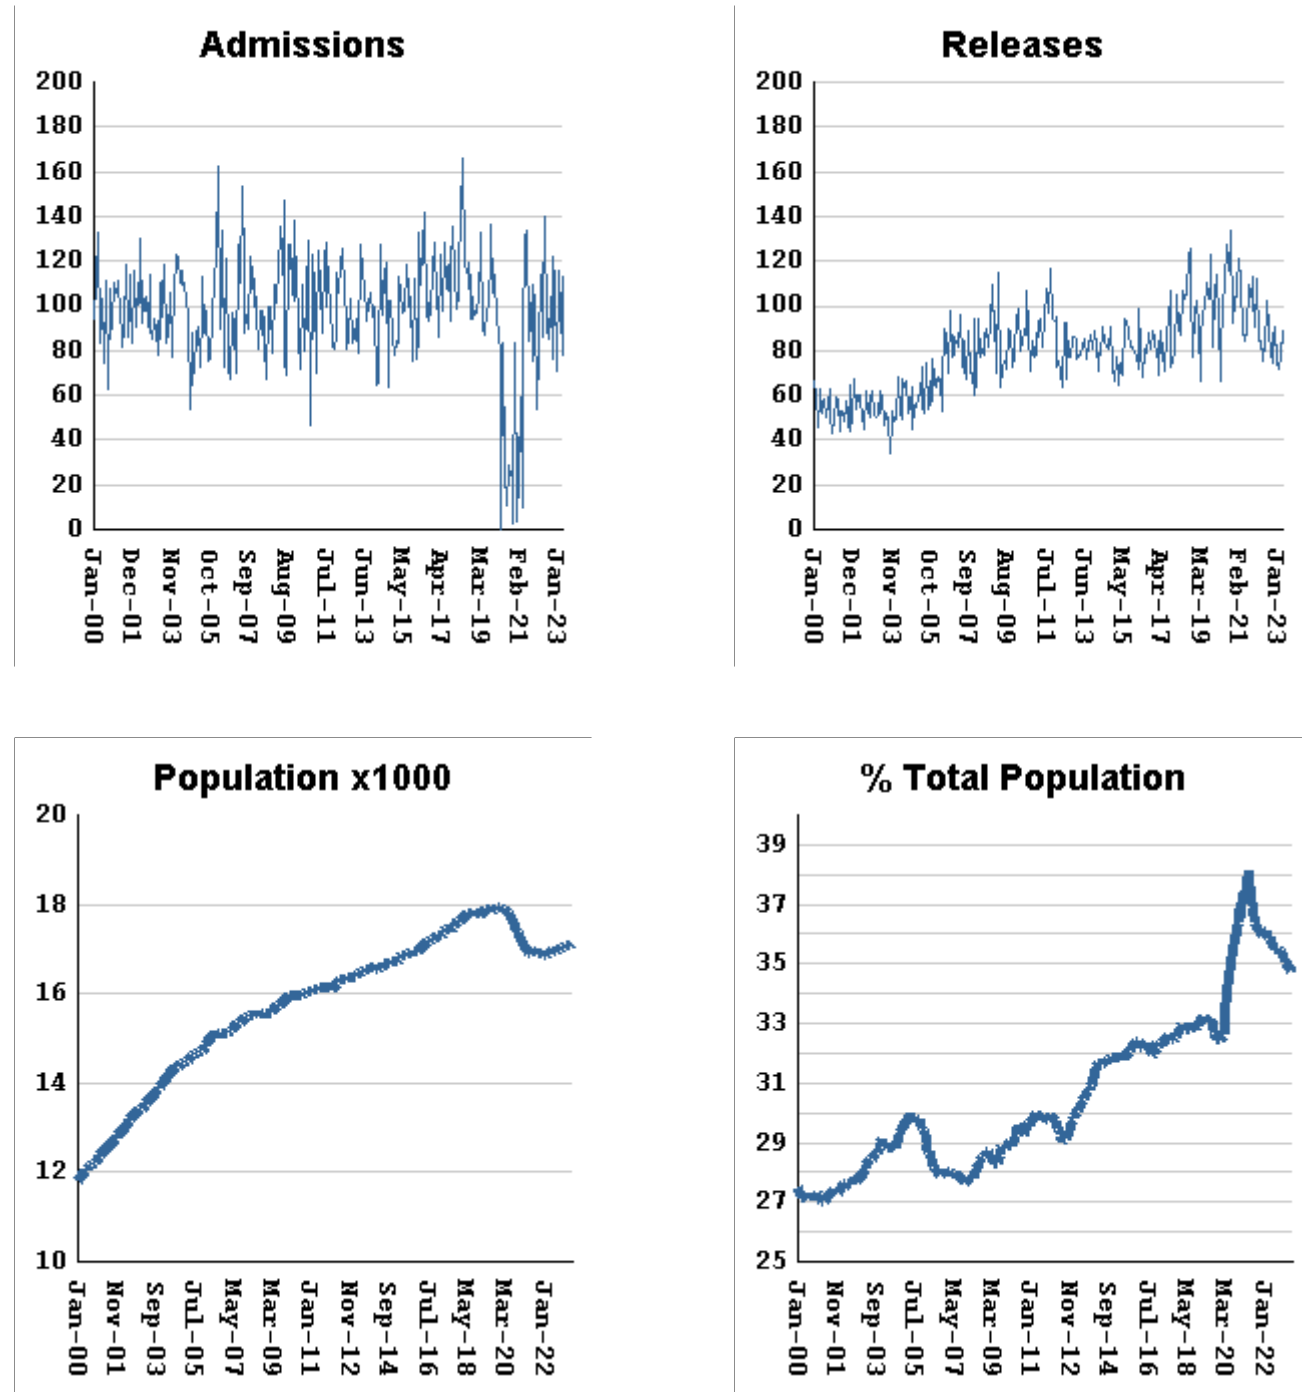 Admissions
200
180
160
140
120
100
80
60
40
20
0
Jan-00
Dec-01
Nov-03
Oct-05
Sep-07
Aug-09
Jul-11
Jun-13
May-15
Apr-17
Mar-19
Feb-21
Jan-23
Releases
200
180
160
140
120
100
80
60
40
20
0
Jan-00
Dec-01
Nov-03
Oct-05
Sep-07
Aug-09
Jul-11
Jun-13
May-15
Apr-17
Mar-19
Feb-21
Jan-23
Population x1000
20
18
16
14
12
10
Jan-00
Nov-01
Sep-03
Jul-05
May-07
Mar-09
Jan-11
Nov-12
Sep-14
Jul-16
May-18
Mar-20
Jan-22
% Total Population
39
37
35
33
31
29
27
25
Jan-00
Nov-01
Sep-03
Jul-05
May-07
Mar-09
Jan-11
Nov-12
Sep-14
Jul-16
May-18
Mar-20
Jan-22